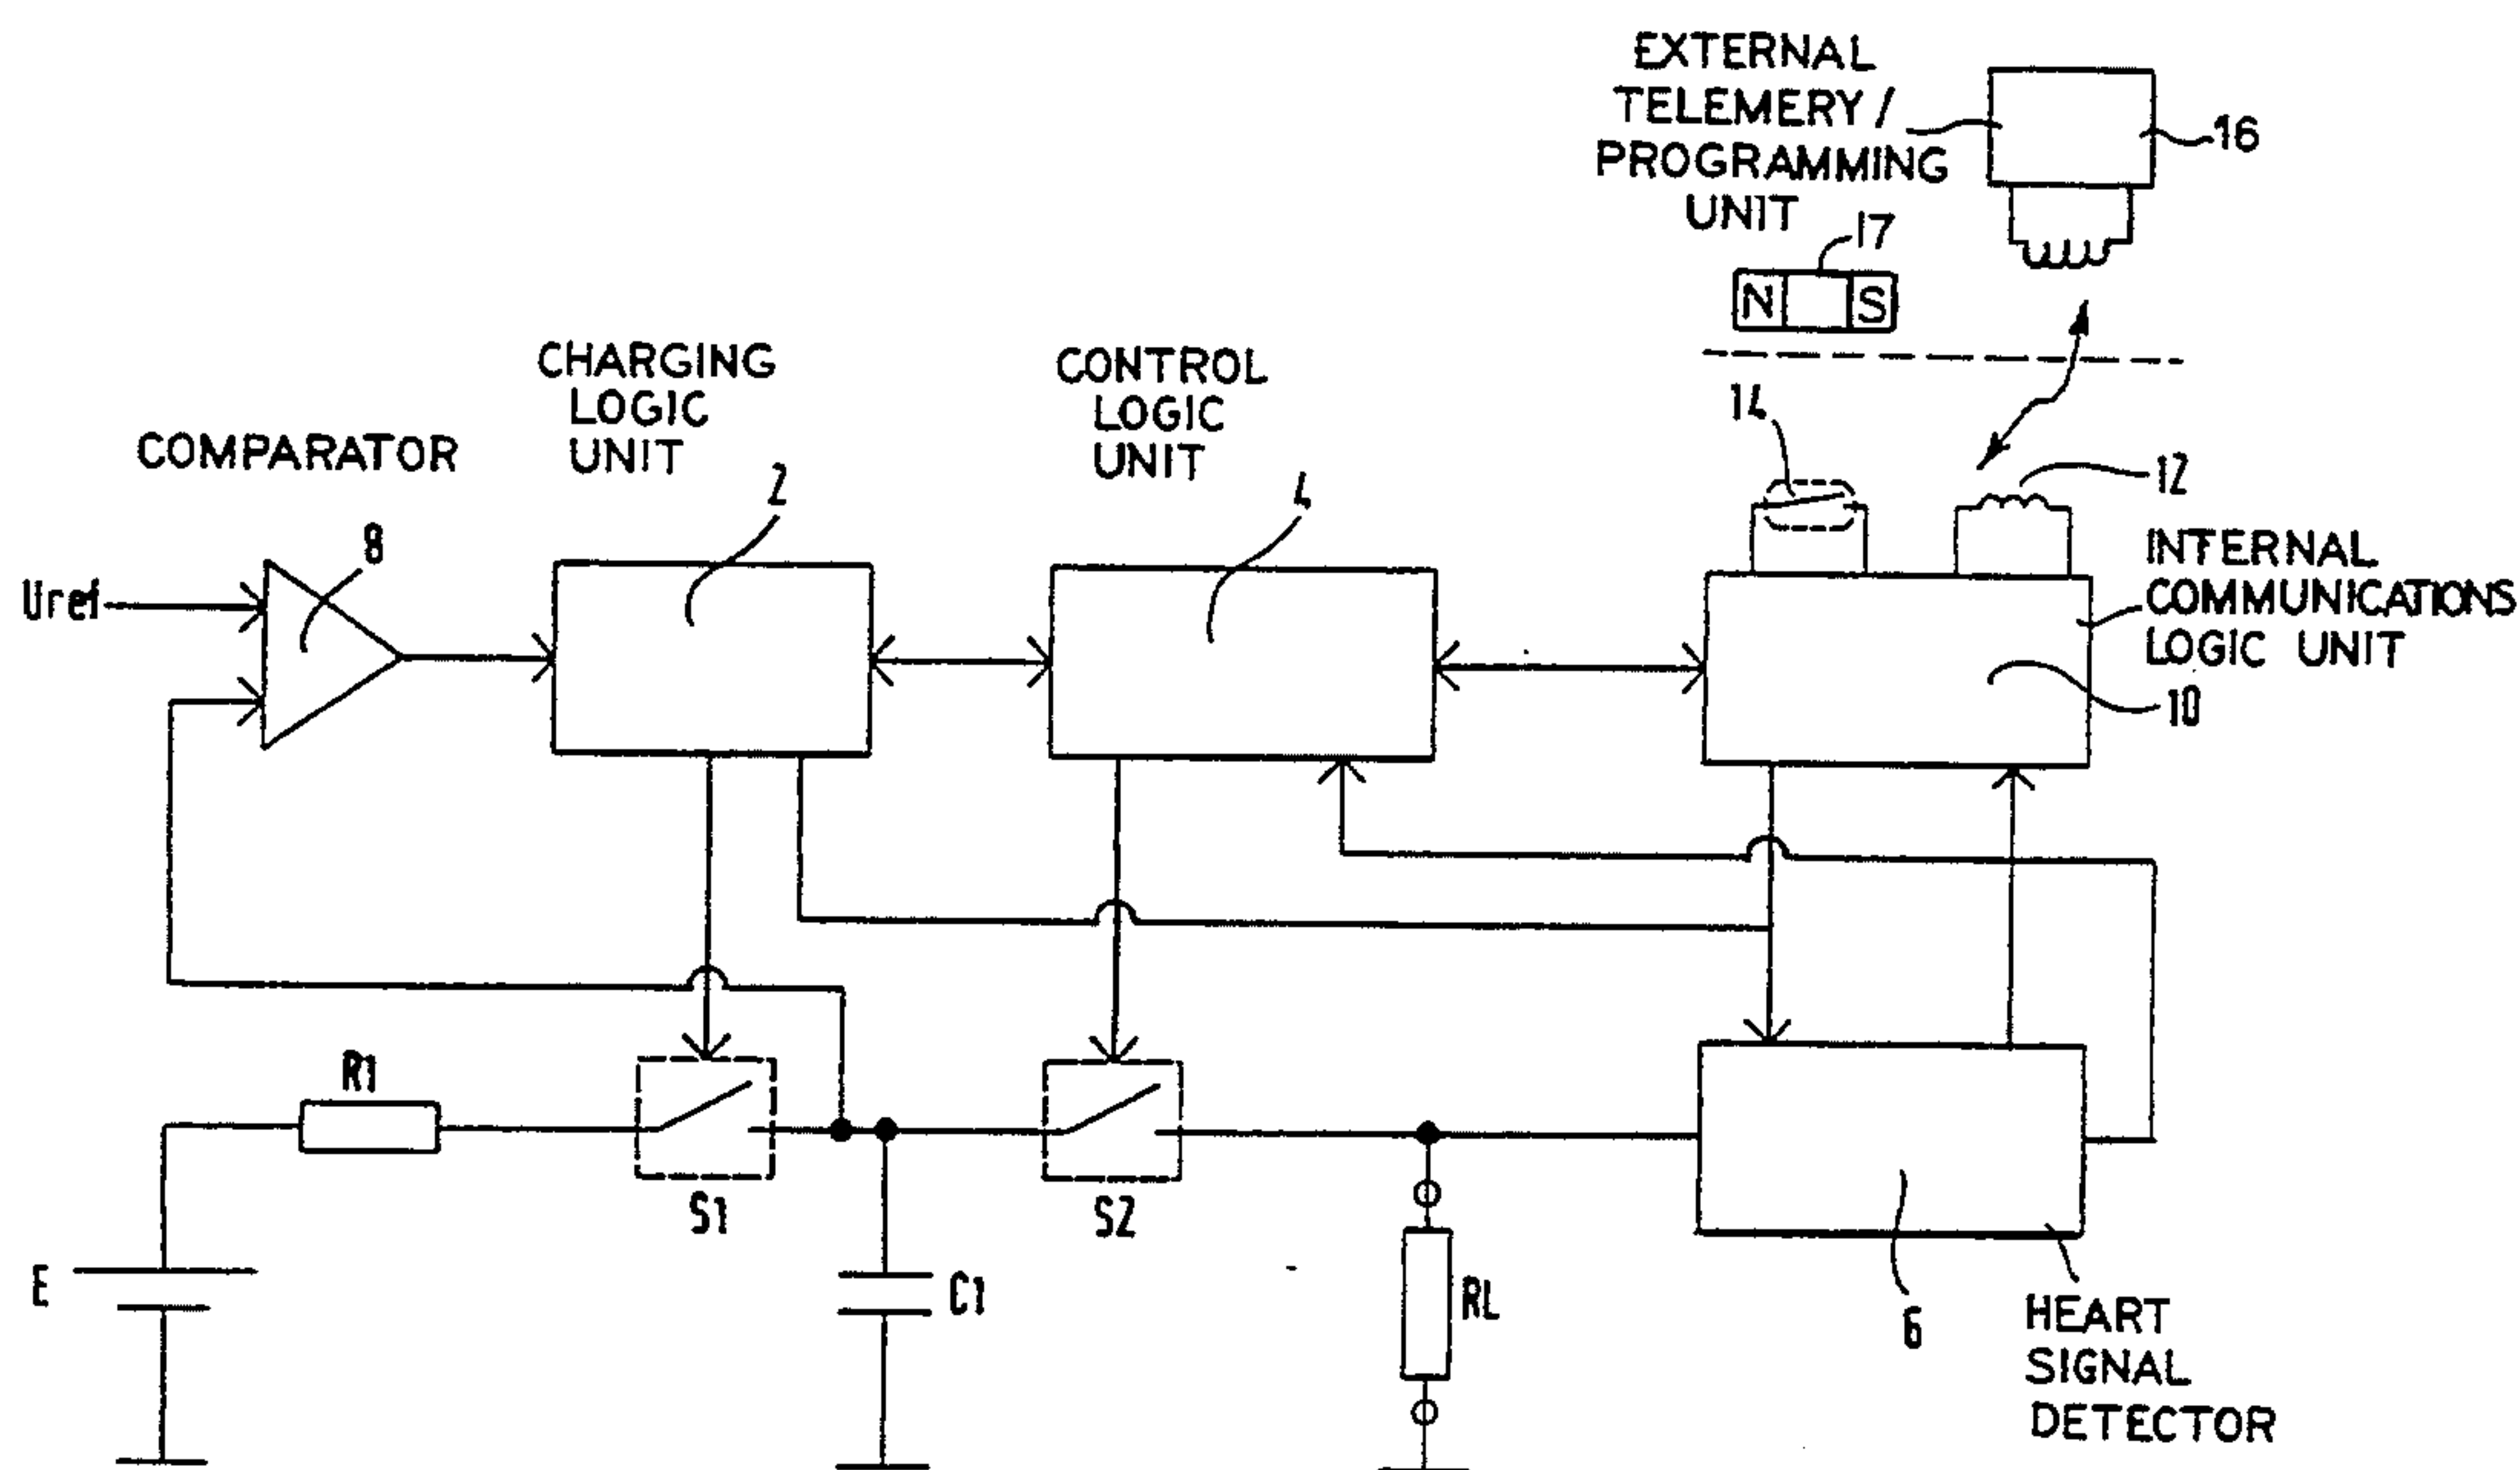 EXTERNAL
TELEMERY/
PROGRAMMING
UNIT
16
17
N S
CHARGING
LOGIC
UNIT
CONTROL
LOGIC
UNIT
COMPARATOR
14
12
2
4
8
Uref
INTERNAL
COMMUNICATIONS
LOGIC UNIT
10
R1
S1
S2
E
C1
RL
6
HEART
SIGNAL
DETECTOR